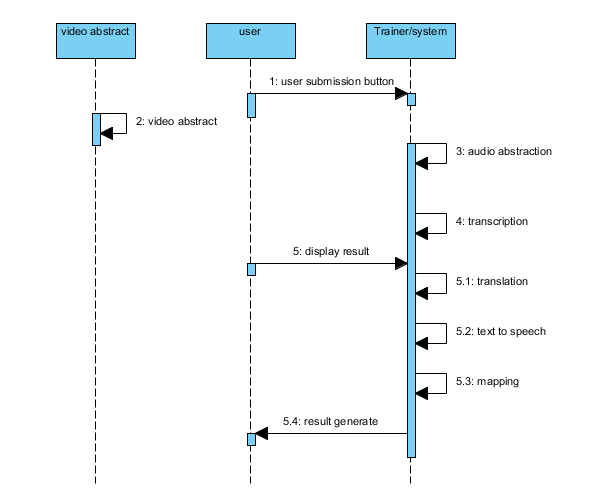 video abstract
user
Trainer/system
1: user submission button
2: video abstract
3: audio abstraction
4: transcription
5: display result
5.1: translation
5.2: text to speech
5.3: mapping
5.4: result generate